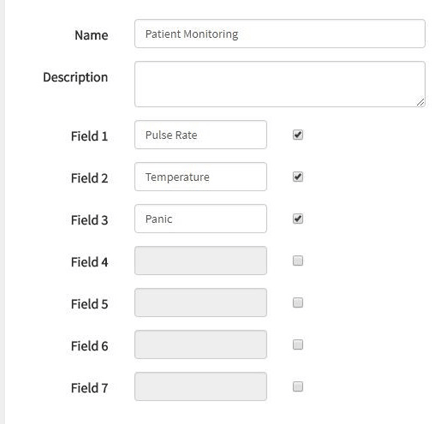 Name Patient Monitoring
Description
Field 1 Pulse Rate
Field 2 Temperature
Field 3 Panic
Field 4
Field 5
Field 6
Field 7